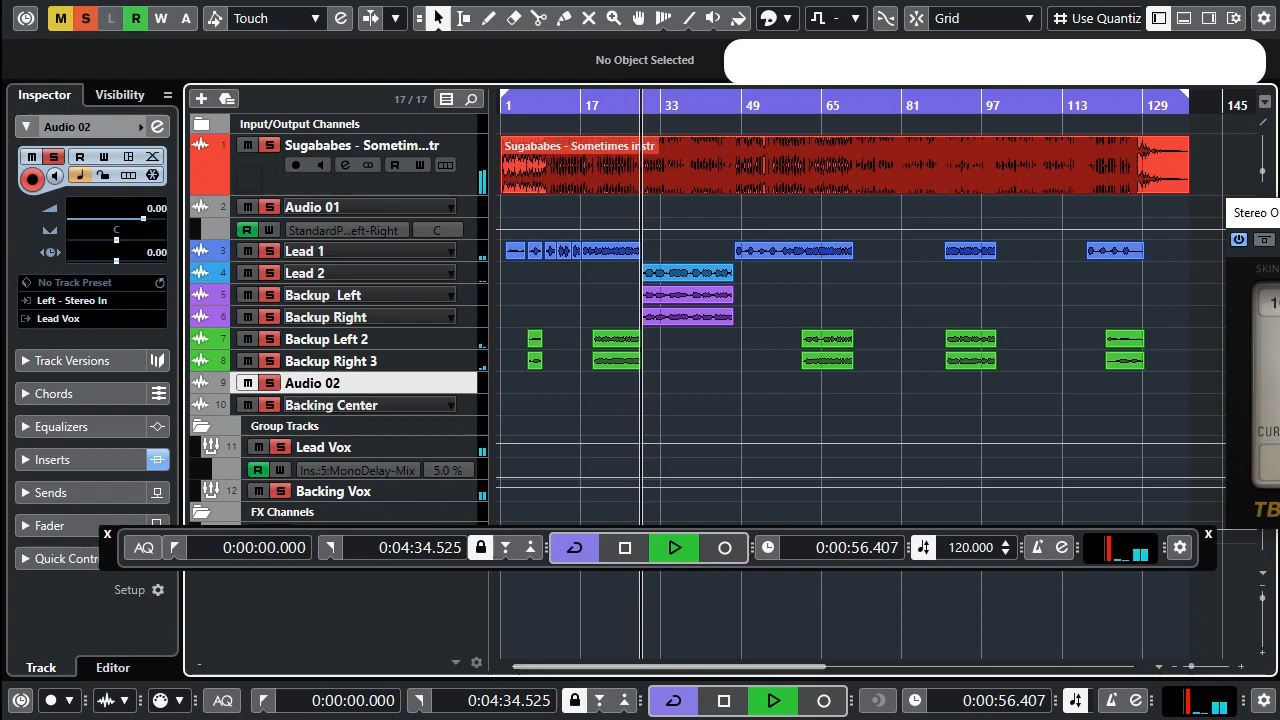 M S L R W A Touch Grid Use Quantiz
No Object Selected
Inspector Visibility 17 / 17 1 17 33 49 65 81 97 113 129 145
Audio 02
Input/Output Channels
M S R W
1 M S Sugababes - Sometim...tr
Sugababes - Sometimes instr
R W
0.00
C
0.00
2 M S Audio 01
R W StandardP...eft-Right C
Stereo O
3 M S Lead 1
4 M S Lead 2
No Track Preset
5 M S Backup Left
Left - Stereo In
Lead Vox
6 M S Backup Right
7 M S Backup Left 2
Track Versions
8 M S Backup Right 3
9 M S Audio 02
Chords
10 M S Backing Center
Equalizers
Group Tracks
CUR
11 M S Lead Vox
Inserts
R W Ins.:5:MonoDelay-Mix 5.0 %
Sends
12 M S Backing Vox
TB
FX Channels
Fader
X X
AQ 0:00:00.000 0:04:34.525 0:00:56.407 120.000
Quick Contr
Setup
Track Editor
AQ 0:00:00.000 0:04:34.525 0:00:56.407